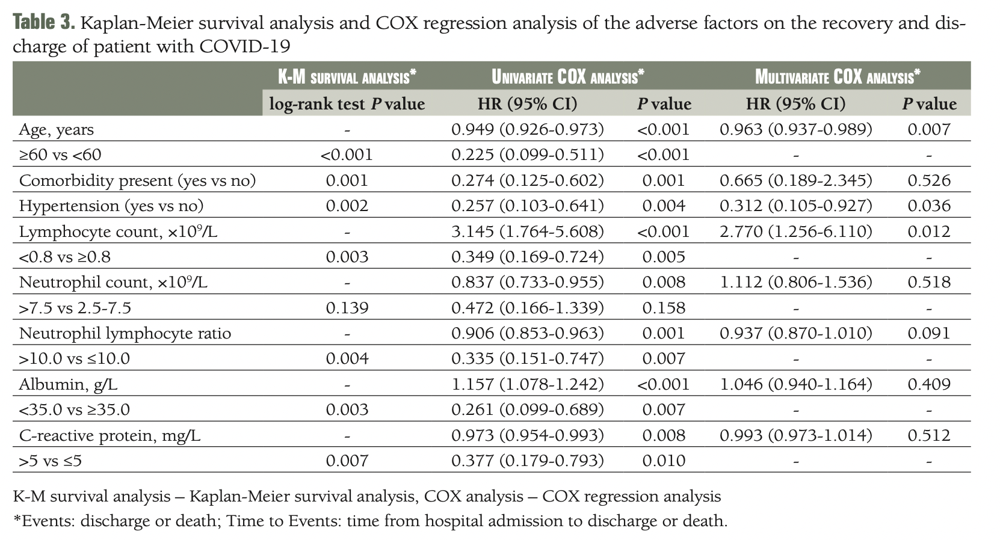 Table 3. Kaplan-Meier survival analysis and COX regression analysis of the adverse factors on the recovery and dis-
charge of patient with COVID-19
K-M survival analysis* Univariate COX analysis* Multivariate COX analysis*
log-rank test P value HR (95% CI) P value HR (95% CI) P value
Age, years - 0.949 (0.926-0.973) <0.001 0.963 (0.937-0.989) 0.007
≥60 vs <60 <0.001 0.225 (0.099-0.511) <0.001 - -
Comorbidity present (yes vs no) 0.001 0.274 (0.125-0.602) 0.001 0.665 (0.189-2.345) 0.526
Hypertension (yes vs no) 0.002 0.257 (0.103-0.641) 0.004 0.312 (0.105-0.927) 0.036
Lymphocyte count, ×10⁹/L - 3.145 (1.764-5.608) <0.001 2.770 (1.256-6.110) 0.012
<0.8 vs ≥0.8 0.003 0.349 (0.169-0.724) 0.005 - -
Neutrophil count, ×10⁹/L - 0.837 (0.733-0.955) 0.008 1.112 (0.806-1.536) 0.518
>7.5 vs 2.5-7.5 0.139 0.472 (0.166-1.339) 0.158 - -
Neutrophil lymphocyte ratio - 0.906 (0.853-0.963) 0.001 0.937 (0.870-1.010) 0.091
>10.0 vs ≤10.0 0.004 0.335 (0.151-0.747) 0.007 - -
Albumin, g/L - 1.157 (1.078-1.242) <0.001 1.046 (0.940-1.164) 0.409
<35.0 vs ≥35.0 0.003 0.261 (0.099-0.689) 0.007 - -
C-reactive protein, mg/L - 0.973 (0.954-0.993) 0.008 0.993 (0.973-1.014) 0.512
>5 vs ≤5 0.007 0.377 (0.179-0.793) 0.010 - -
K-M survival analysis – Kaplan-Meier survival analysis, COX analysis – COX regression analysis
*Events: discharge or death; Time to Events: time from hospital admission to discharge or death.